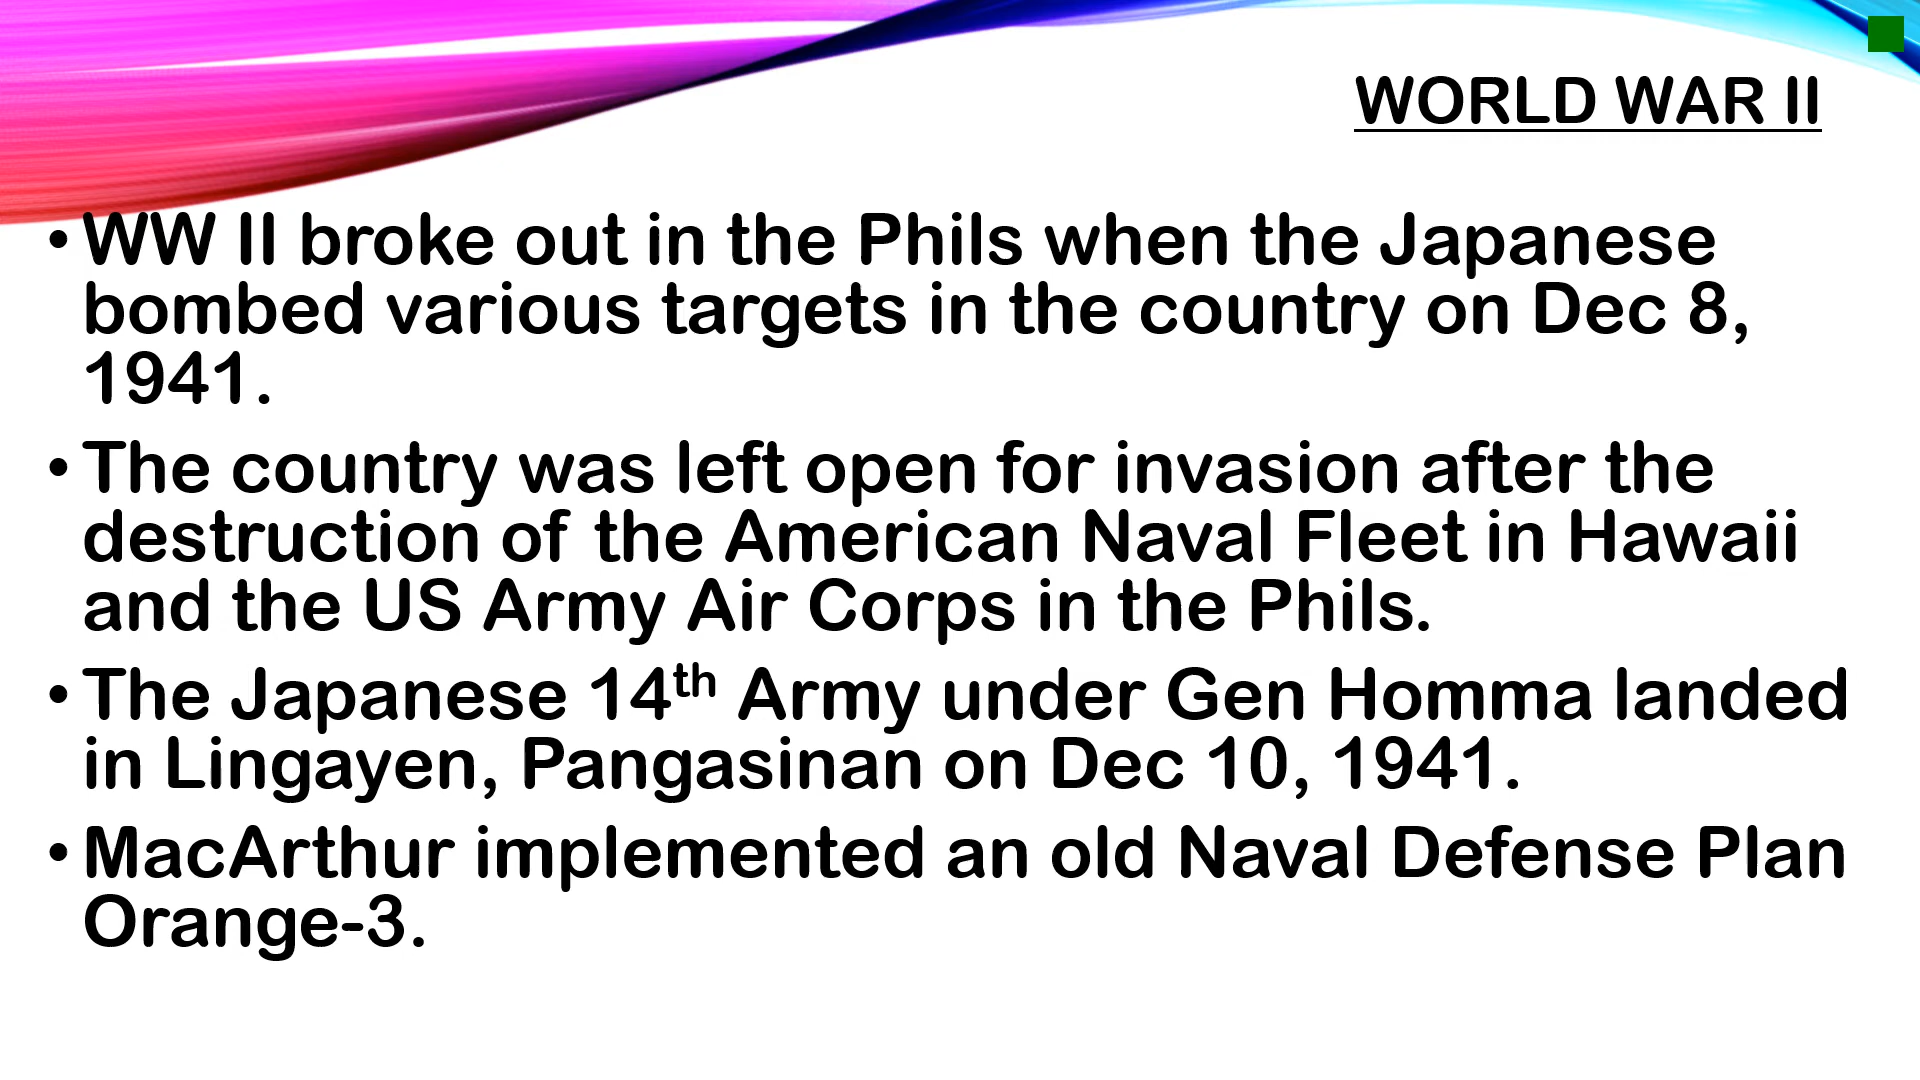 WORLD WAR II
• WW II broke out in the Phils when the Japanese
bombed various targets in the country on Dec 8,
1941.
• The country was left open for invasion after the
destruction of the American Naval Fleet in Hawaii
and the US Army Air Corps in the Phils.
• The Japanese 14th Army under Gen Homma landed
in Lingayen, Pangasinan on Dec 10, 1941.
• MacArthur implemented an old Naval Defense Plan
Orange-3.